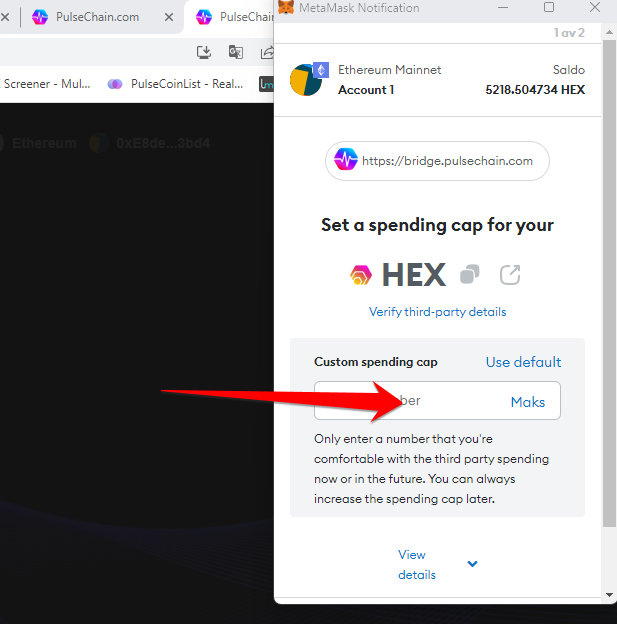 PulseChain.com
PulseChain
Screener - Mul...
PulseCoinList - Real...
Ethereum
0xE8de...3bd4
MetaMask Notification
1 av 2
Ethereum Mainnet
Saldo
Account 1
5218.504734 HEX
https://bridge.pulsechain.com
Set a spending cap for your
HEX
Verify third-party details
Custom spending cap
Use default
Maks
Only enter a number that you're
comfortable with the third party spending
now or in the future. You can always
increase the spending cap later.
View
details